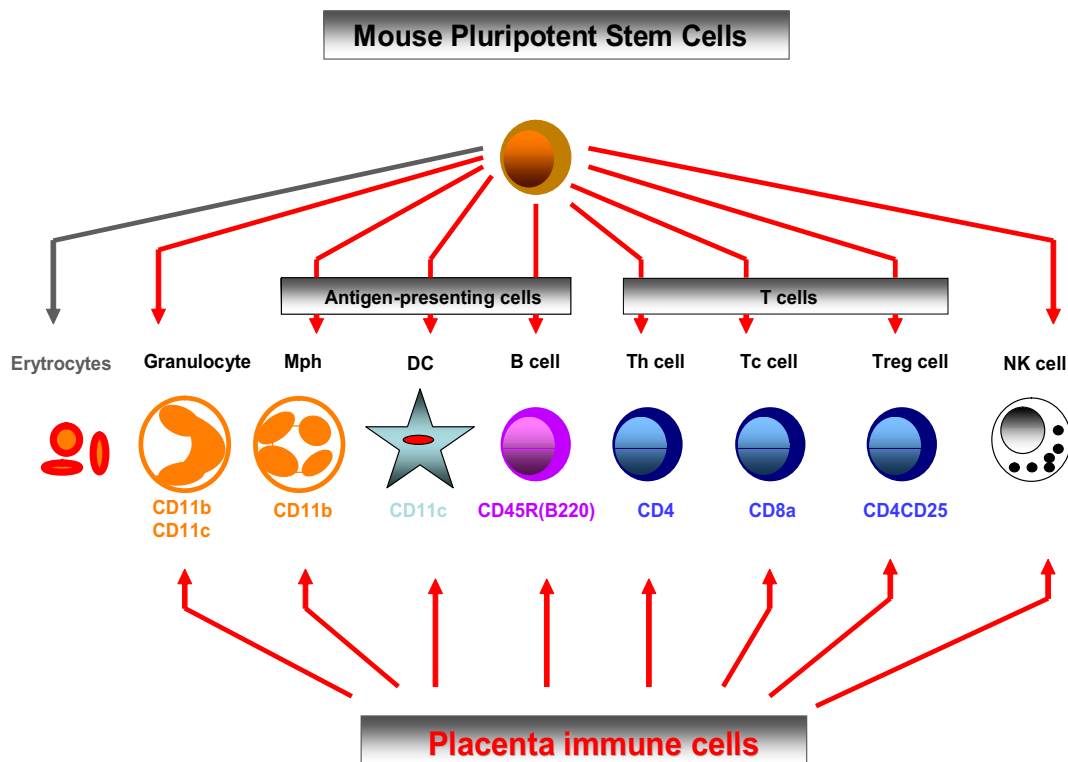 Mouse Pluripotent Stem Cells
Antigen-presenting cells
T cells
Erytrocytes
Granulocyte
Mph
DC
B cell
Th cell
Tc cell
Treg cell
NK cell
CD11b
CD11c
CD11b
CD11c
CD45R(B220)
CD4
CD8a
CD4CD25
Placenta immune cells